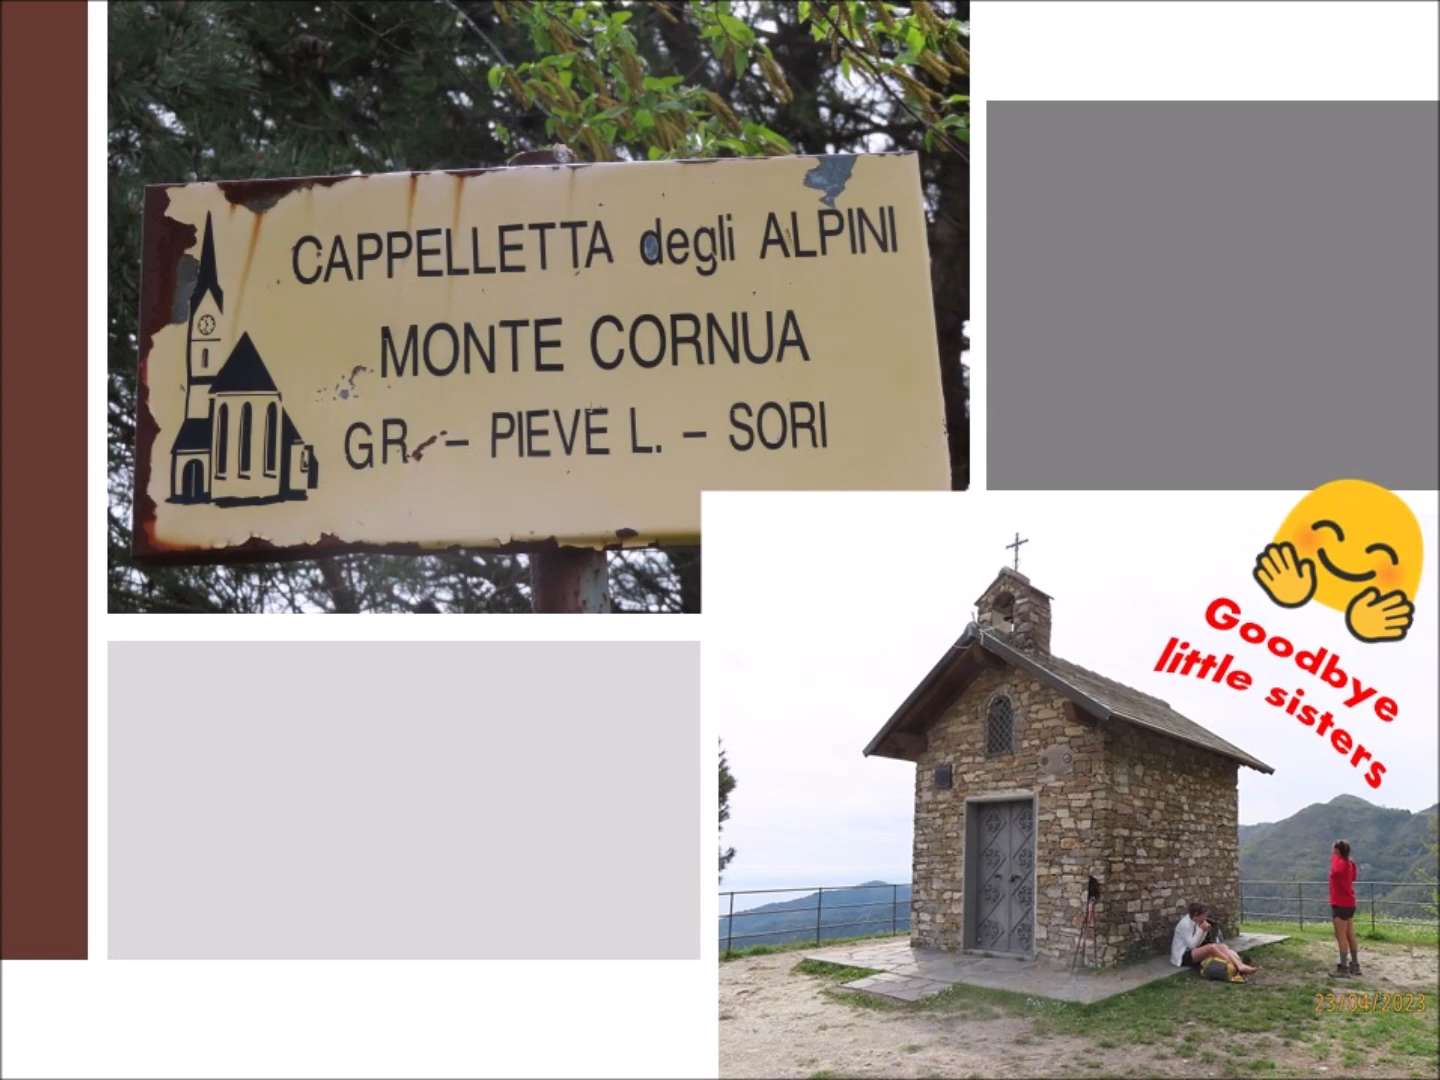 CAPPELLETTA degli ALPINI
MONTE CORNUA
GR. – PIEVE L. – SORI
Goodbye
little sisters
23/04/2023